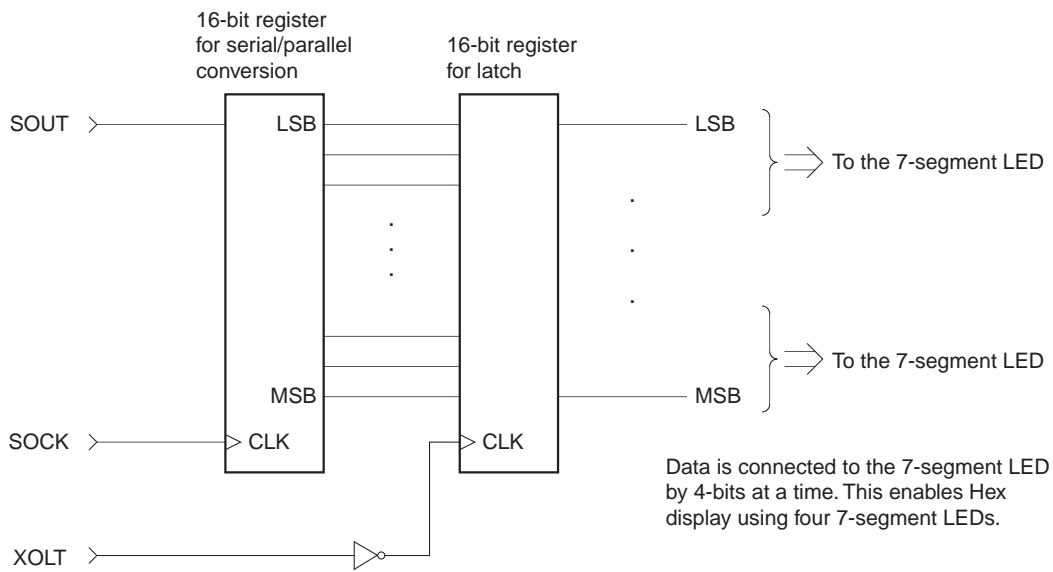 16-bit register
for serial/parallel
conversion
16-bit register
for latch
SOUT
LSB
LSB
To the 7-segment LED
To the 7-segment LED
MSB
MSB
SOCK
CLK
CLK
Data is connected to the 7-segment LED
by 4-bits at a time. This enables Hex
display using four 7-segment LEDs.
XOLT